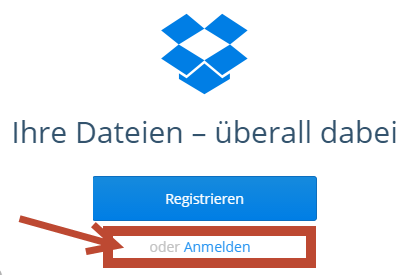 Ihre Dateien – überall dabei
Registrieren
oder Anmelden